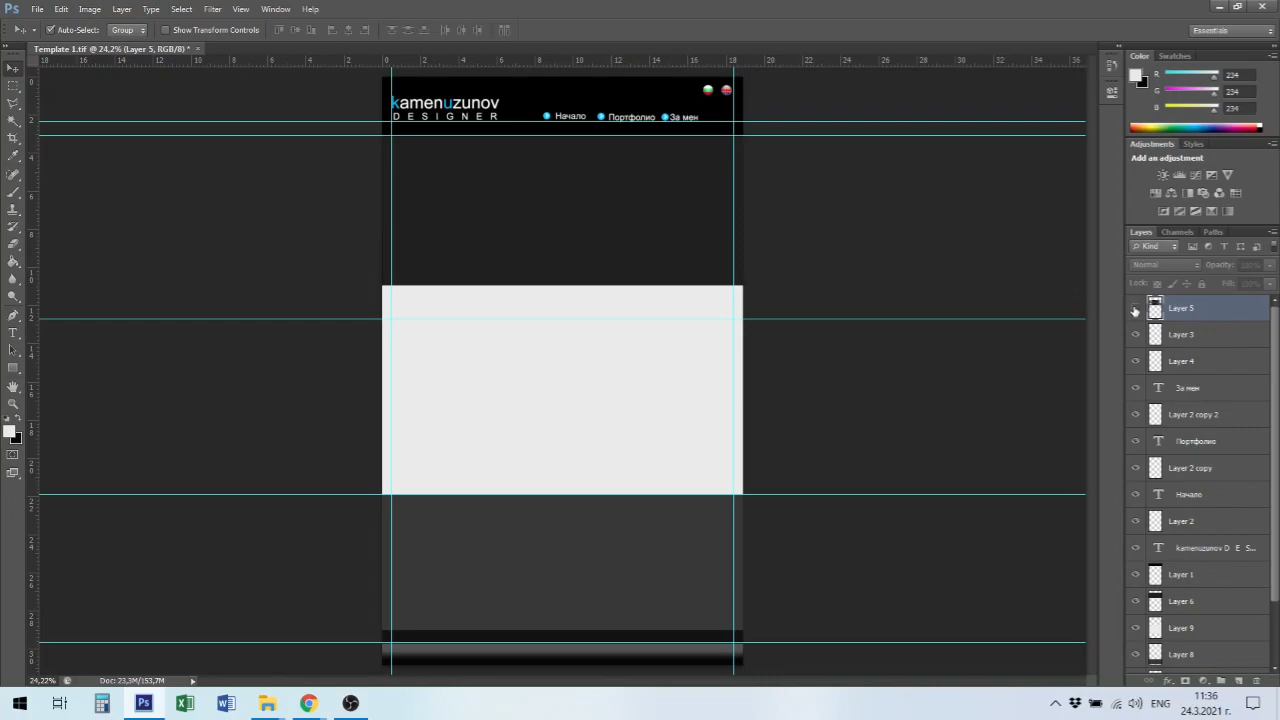 Ps File Edit Image Layer Type Select Filter View Window Help
Auto-Select: Group Show Transform Controls Essentials
Template 1.tif @ 24,2% (Layer 5, RGB/8) * ×
Color Swatches
R 234
G 234
B 234
Adjustments Styles
Add an adjustment
Layers Channels Paths
Kind
Normal Opacity:
Lock: Fill:
Layer 5
Layer 3
Layer 4
За мен
Layer 2 copy 2
Портфолио
Layer 2 copy
Начало
Layer 2
kamenuzunov D E S...
Layer 1
Layer 6
Layer 9
Layer 8
kamenuzunov
DESIGNER
Начало Портфолио За мен
24,22% Doc: 23,3M/153,7M
ENG 11:36
24.3.2021 г.